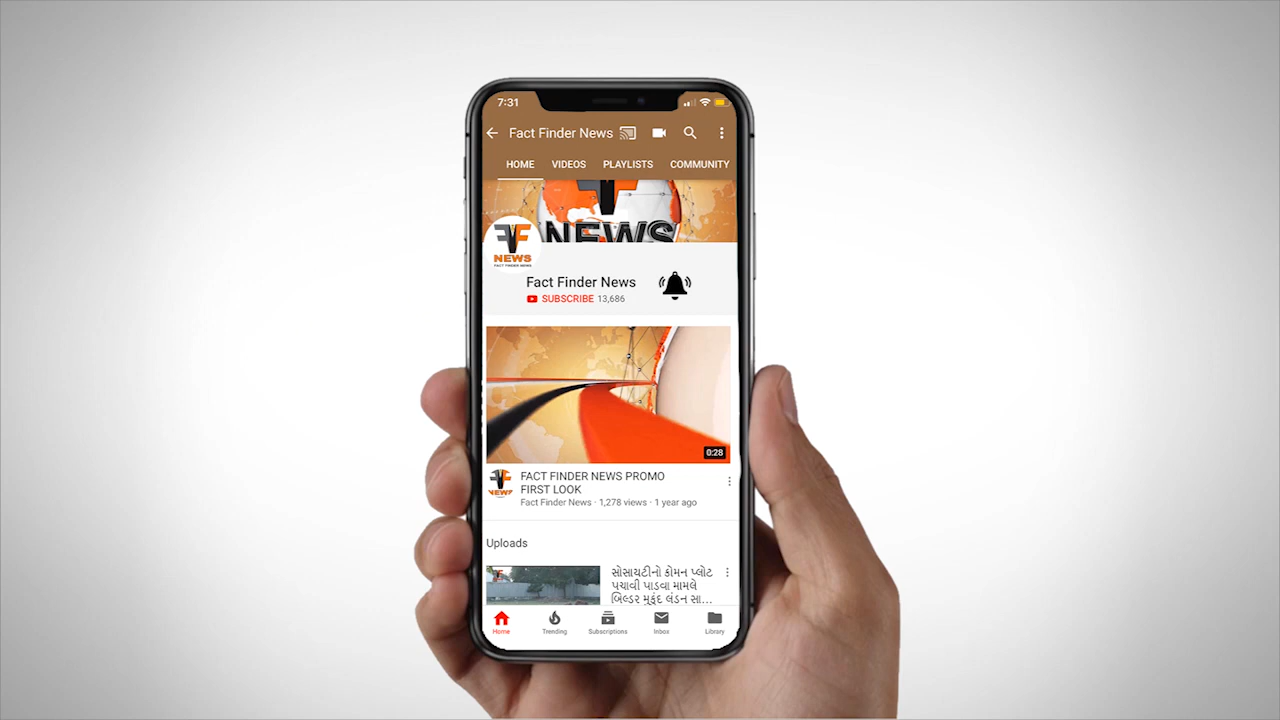 7:31
Fact Finder News
HOME VIDEOS PLAYLISTS COMMUNITY
NEWS
FF
NEWS
FACT FINDER NEWS
Fact Finder News
SUBSCRIBE 13,686
0:28
FACT FINDER NEWS PROMO
FIRST LOOK
NEWS
Fact Finder News · 1,278 views · 1 year ago
Uploads
સોસાયટીનો કોમન પ્લોટ
પચાવી પાડવા મામલે
બિલ્ડર મુકુંદ લંડન સા...
Home Trending Subscriptions Inbox Library